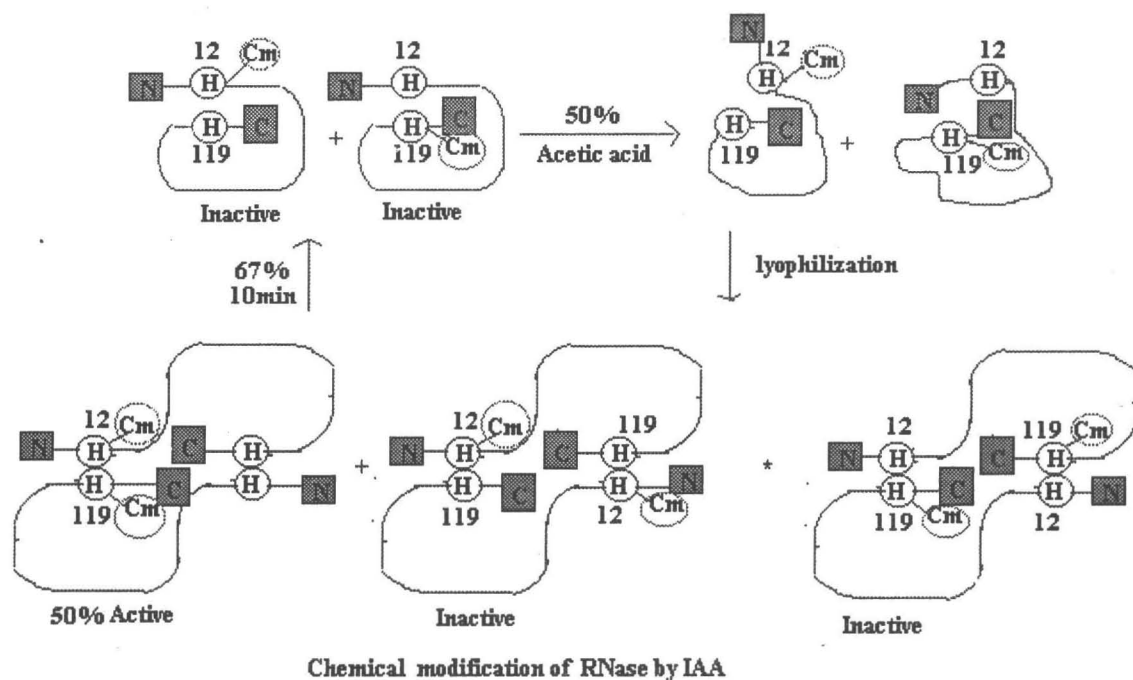 12 Cm 12
N H N H
H C + H C
119 i19 Cm
Inactive Inactive
50%
Acetic acid
N
12 Cm
H
H C
119
+
12
H
N
C
H
119 Cm
67%
10min
lyophilization
12 Cm
N H C H
H C H N
119 Cm
50% Active
+
12 Cm 119
N H C H
H C H N
119 12 Cm
Inactive
*
12 119 Cm
N H C H
H C H N
119 Cm 12
Inactive
Chemical modification of RNase by IAA